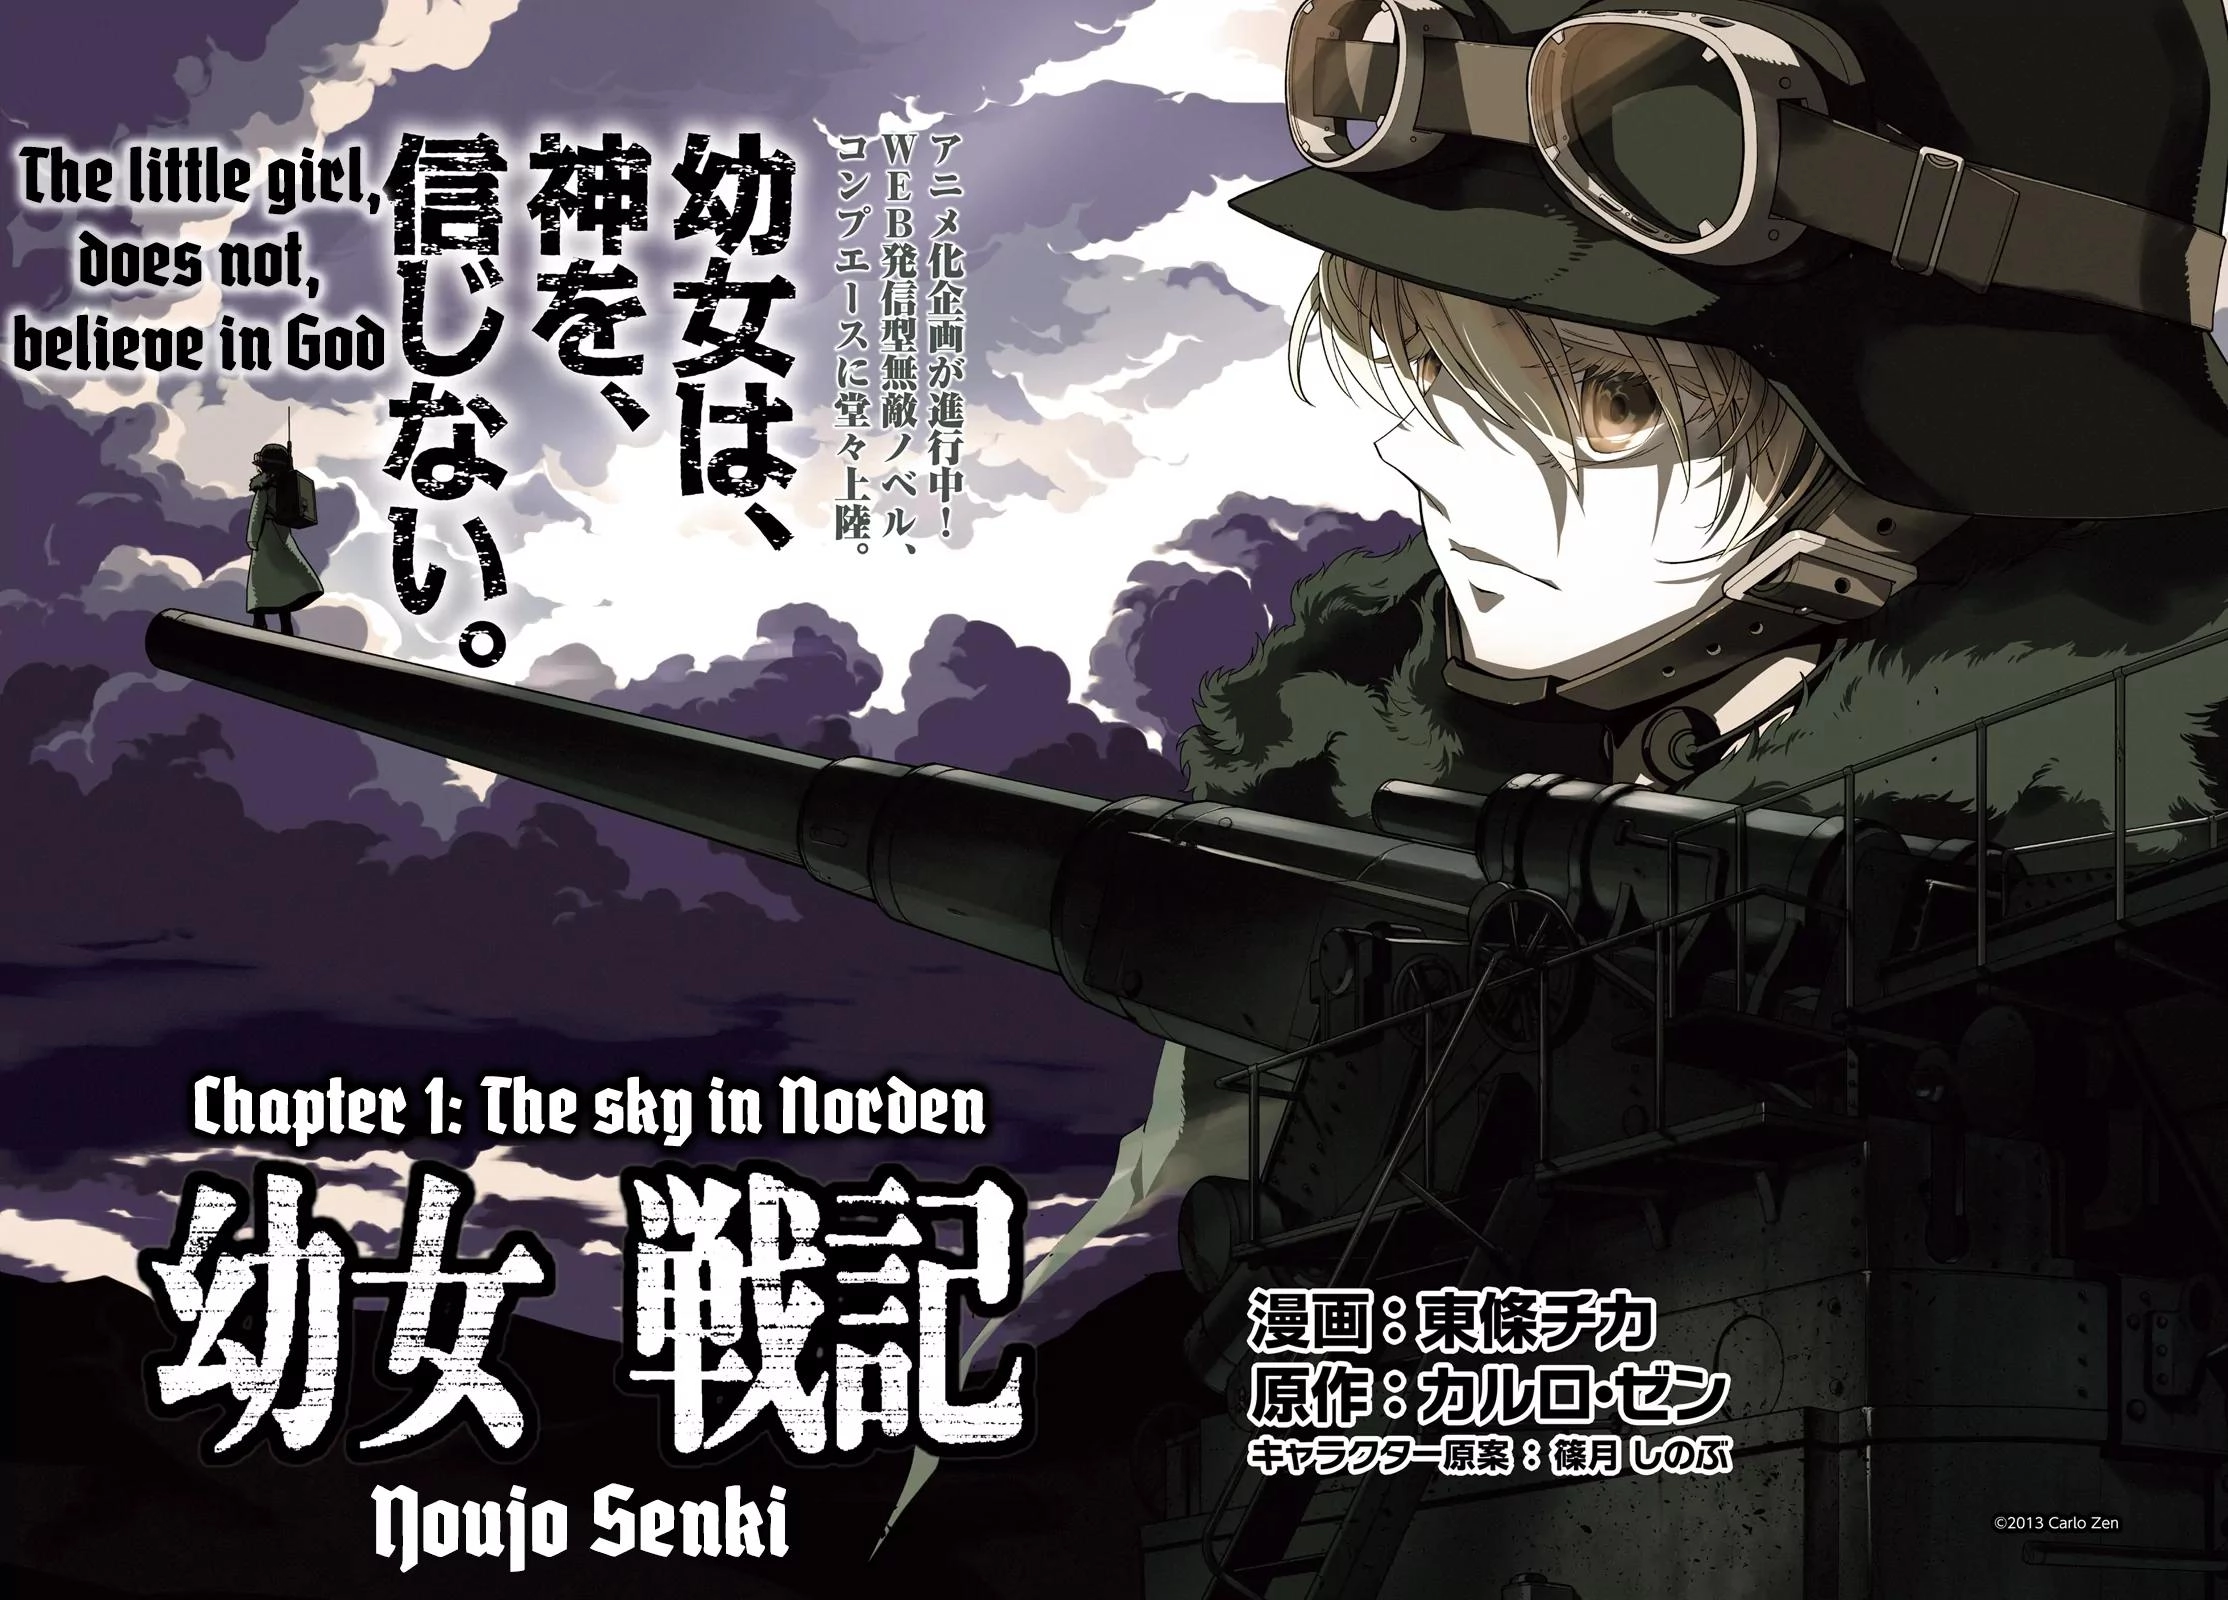 アニメ化企画が進行中!
WEB発信型無敵ノベル、
コンプエースに堂々上陸。
幼女は、
神を、
信じない。
The little girl,
does not,
believe in God
Chapter 1: The sky in Norden
幼女戦記
Youjo Senki
漫画:東條チカ
原作:カルロ・ゼン
キャラクター原案:篠月しのぶ
©2013 Carlo Zen